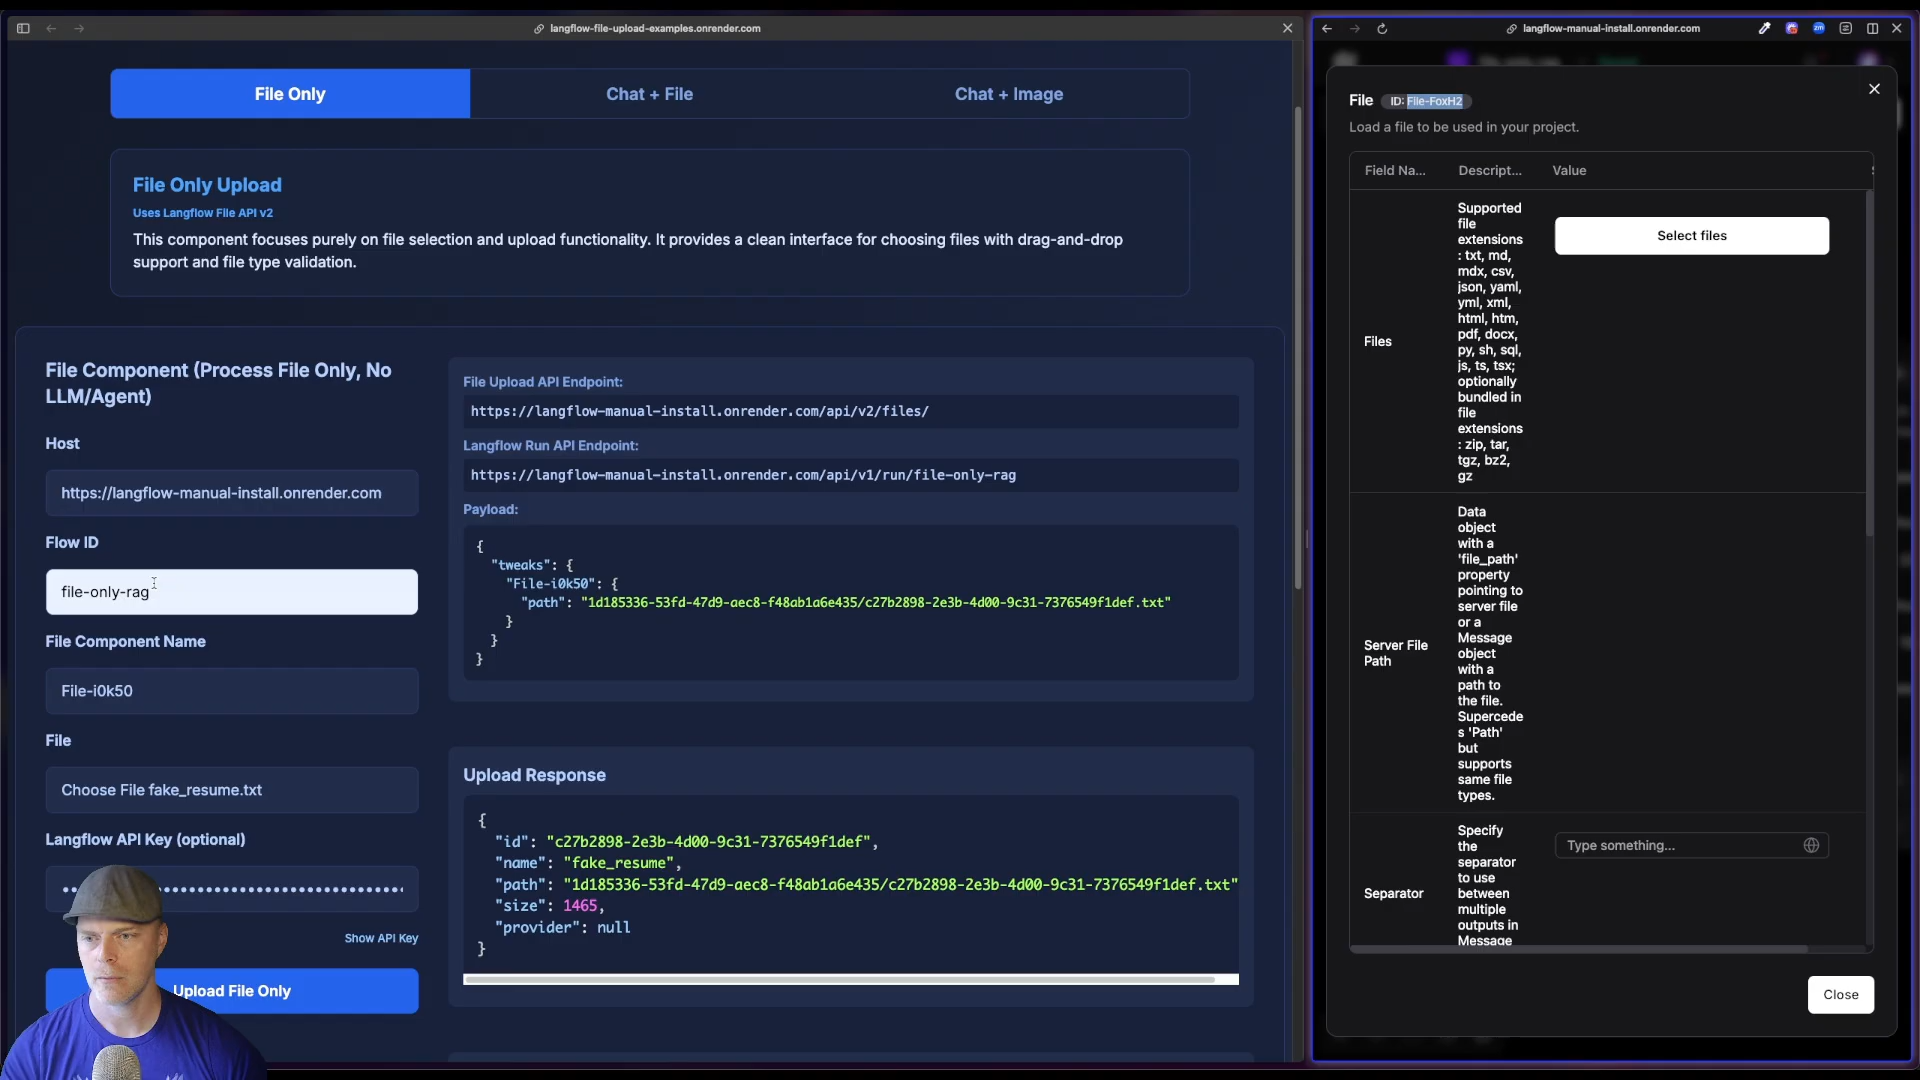 langflow-file-upload-examples.onrender.com
File Only
Chat + File
Chat + Image
File Only Upload
Uses Langflow File API v2
This component focuses purely on file selection and upload functionality. It provides a clean interface for choosing files with drag-and-drop
support and file type validation.
File Component (Process File Only, No
LLM/Agent)
Host
https://langflow-manual-install.onrender.com
Flow ID
file-only-rag
File Component Name
File-i0k50
File
Choose File fake_resume.txt
Langflow API Key (optional)
Show API Key
Upload File Only
File Upload API Endpoint:
https://langflow-manual-install.onrender.com/api/v2/files/
Langflow Run API Endpoint:
https://langflow-manual-install.onrender.com/api/v1/run/file-only-rag
Payload:
{
"tweaks": {
"File-i0k50": {
"path": "1d185336-53fd-47d9-aec8-f48ab1a6e435/c27b2898-2e3b-4d00-9c31-7376549f1def.txt"
}
}
}
Upload Response
{
"id": "c27b2898-2e3b-4d00-9c31-7376549f1def",
"name": "fake_resume",
"path": "1d185336-53fd-47d9-aec8-f48ab1a6e435/c27b2898-2e3b-4d00-9c31-7376549f1def.txt"
"size": 1465,
"provider": null
}
langflow-manual-install.onrender.com
zm
File ID: File-FoxH2
Load a file to be used in your project.
Field Na... Descript... Value
Files
Supported
file
extensions
: txt, md,
mdx, csv,
json, yaml,
yml, xml,
html, htm,
pdf, docx,
py, sh, sql,
js, ts, tsx;
optionally
bundled in
file
extensions
: zip, tar,
tgz, bz2,
gz
Select files
Server File
Path
Data
object
with a
'file_path'
property
pointing to
server file
or a
Message
object
with a
path to
the file.
Supercede
s 'Path'
but
supports
same file
types.
Separator
Specify
the
separator
to use
between
multiple
outputs in
Message
Type something...
Close